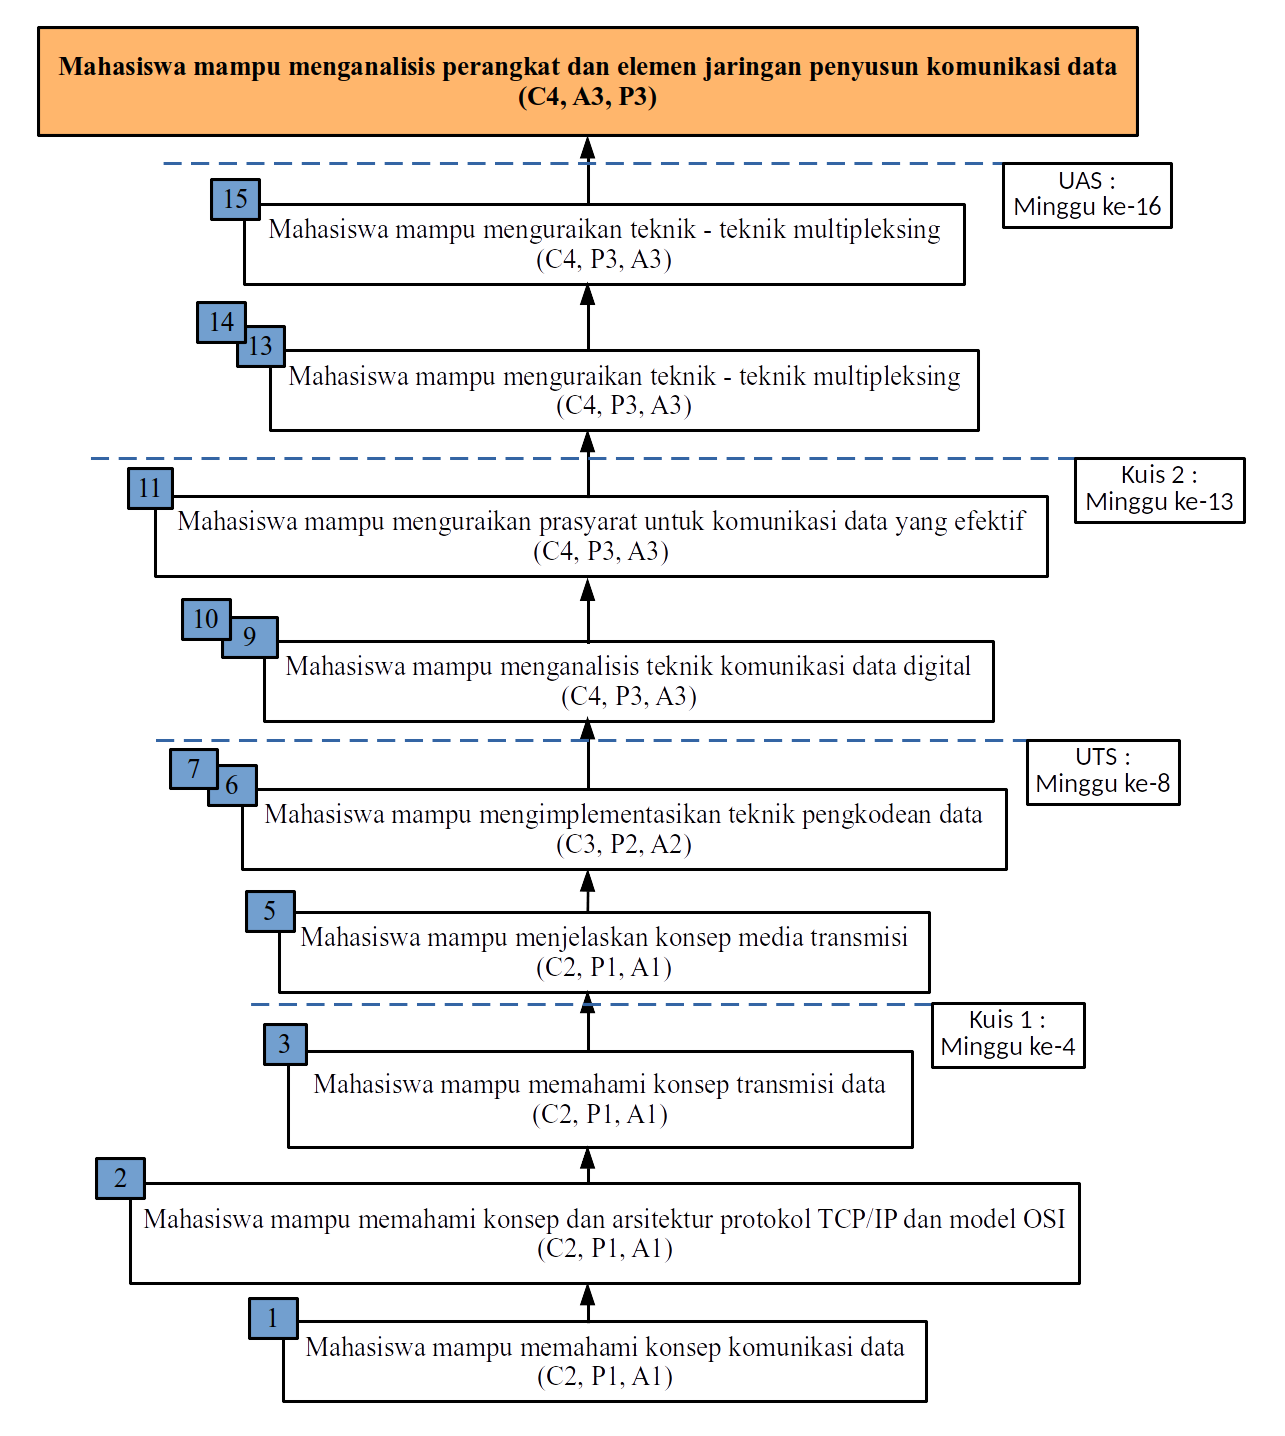 Mahasiswa mampu menganalisis perangkat dan elemen jaringan penyusun komunikasi data
(C4, A3, P3)
UAS :
Minggu ke-16
15
Mahasiswa mampu menguraikan teknik - teknik multipleksing
(C4, P3, A3)
14
13
Mahasiswa mampu menguraikan teknik - teknik multipleksing
(C4, P3, A3)
Kuis 2 :
Minggu ke-13
11
Mahasiswa mampu menguraikan prasyarat untuk komunikasi data yang efektif
(C4, P3, A3)
10
9
Mahasiswa mampu menganalisis teknik komunikasi data digital
(C4, P3, A3)
UTS :
Minggu ke-8
7
6
Mahasiswa mampu mengimplementasikan teknik pengkodean data
(C3, P2, A2)
5
Mahasiswa mampu menjelaskan konsep media transmisi
(C2, P1, A1)
Kuis 1 :
Minggu ke-4
3
Mahasiswa mampu memahami konsep transmisi data
(C2, P1, A1)
2
Mahasiswa mampu memahami konsep dan arsitektur protokol TCP/IP dan model OSI
(C2, P1, A1)
1
Mahasiswa mampu memahami konsep komunikasi data
(C2, P1, A1)